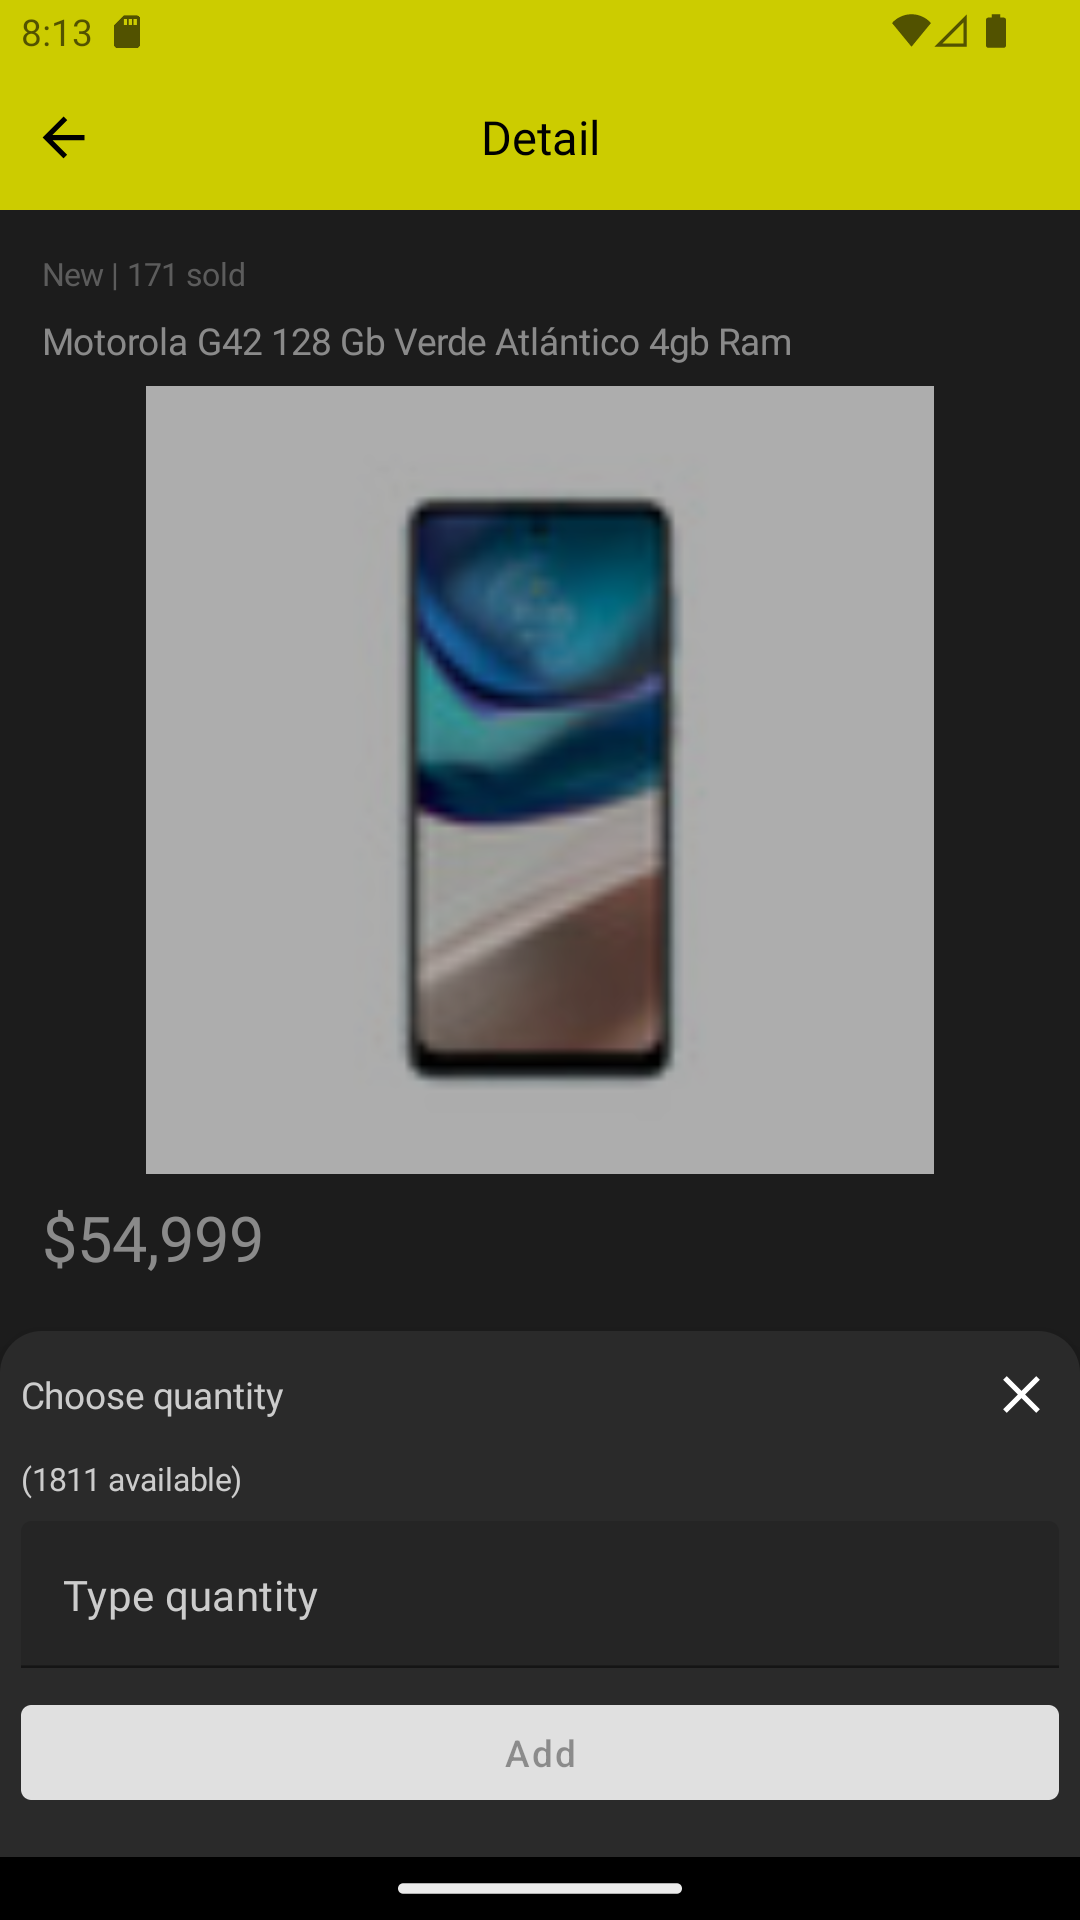 8:13
Detail
New | 171 sold
Motorola G42 128 Gb Verde Atlántico 4gb Ram
$54,999
Choose quantity
(1811 available)
Type quantity
Add